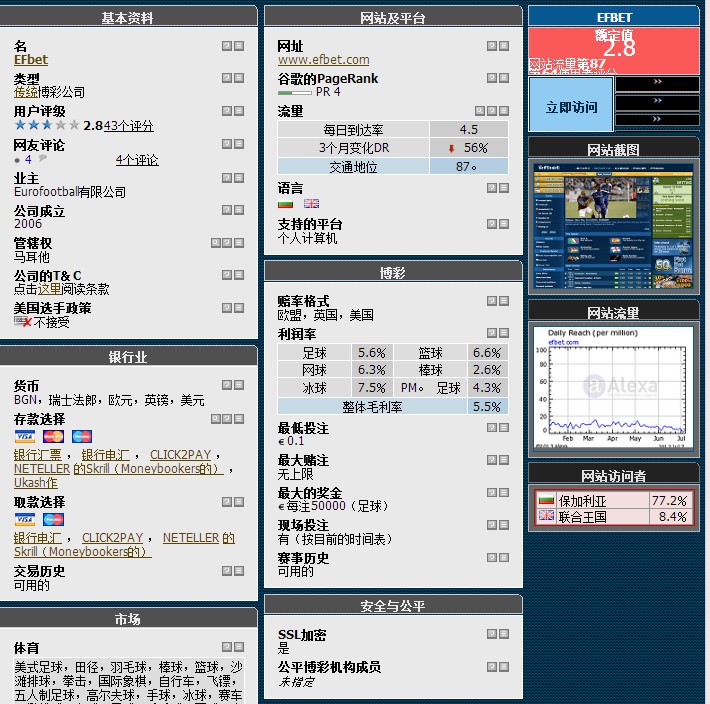 基本资料
名
EFbet
类型
传统博彩公司
用户评级
2.8 43个评分
网友评论
4 4个评论
业主
Eurofootball有限公司
公司成立
2006
管辖权
马耳他
公司的T& C
点击这里阅读条款
美国选手政策
不接受
银行业
货币
BGN，瑞士法郎，欧元，英镑，美元
存款选择
VISA
银行汇票 ， 银行电汇 ， CLICK2PAY ，
NETELLER 的Skrill（Moneybookers的） ，
Ukash作
取款选择
VISA
银行电汇 ， CLICK2PAY ， NETELLER 的
Skrill（Moneybookers的）
交易历史
可用的
市场
体育
美式足球，田径，羽毛球，棒球，篮球，沙
滩排球，拳击，国际象棋，自行车，飞镖，
五人制足球，高尔夫球，手球，冰球，赛车
网站及平台
网址
www.efbet.com
谷歌的PageRank
PR 4
流量
每日到达率 4.5
3个月变化DR 56%
交通地位 87。
语言
支持的平台
个人计算机
博彩
赔率格式
欧盟，英国，美国
利润率
足球 5.6% 篮球 6.6%
网球 6.3% 棒球 2.6%
冰球 7.5% PM。 足球 4.3%
整体毛利率 5.5%
最低投注
€ 0.1
最大赌注
无上限
最大的奖金
€ 每注50000（足球）
现场投注
有（按目前的时间表）
赛事历史
可用的
安全与公平
SSL加密
是
公平博彩机构成员
未指定
EFBET
额定值
2.8
网站流量第87
立即访问
››
››
››
网站截图
Efbet
网站流量
Daily Reach (per million)
efbet.com
100
80
60
40
20
0
Alexa
Feb Mar Apr May Jun Jul
网站访问者
保加利亚 77.2%
联合王国 8.4%